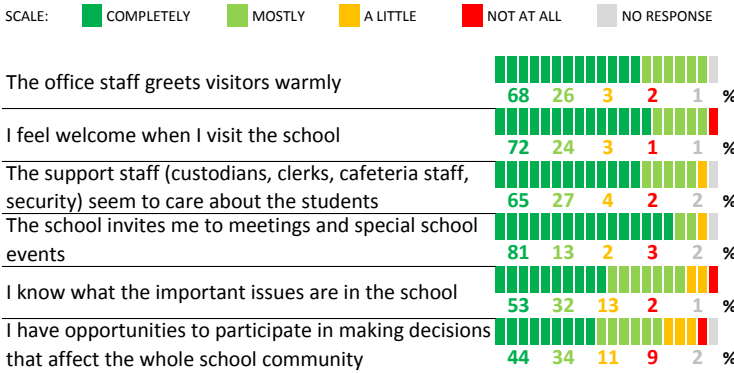 SCALE: COMPLETELY MOSTLY A LITTLE NOT AT ALL NO RESPONSE
The office staff greets visitors warmly
68 26 3 2 1 %
I feel welcome when I visit the school
72 24 3 1 1 %
The support staff (custodians, clerks, cafeteria staff,
security) seem to care about the students
65 27 4 2 2 %
The school invites me to meetings and special school
events
81 13 2 3 2 %
I know what the important issues are in the school
53 32 13 2 1 %
I have opportunities to participate in making decisions
that affect the whole school community
44 34 11 9 2 %